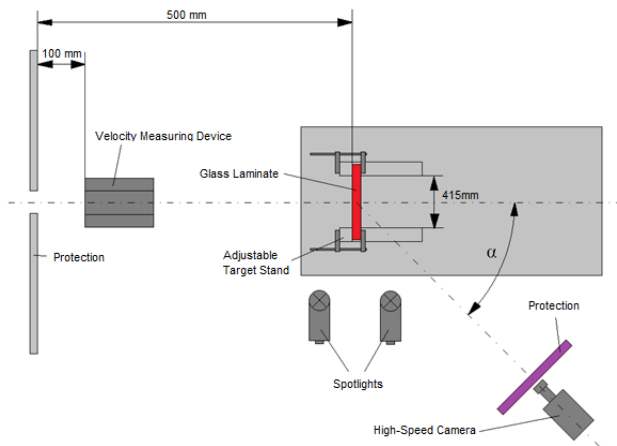 500 mm
100 mm
Velocity Measuring Device
Glass Laminate
415mm
Protection
Adjustable
Target Stand
α
Protection
Spotlights
High-Speed Camera